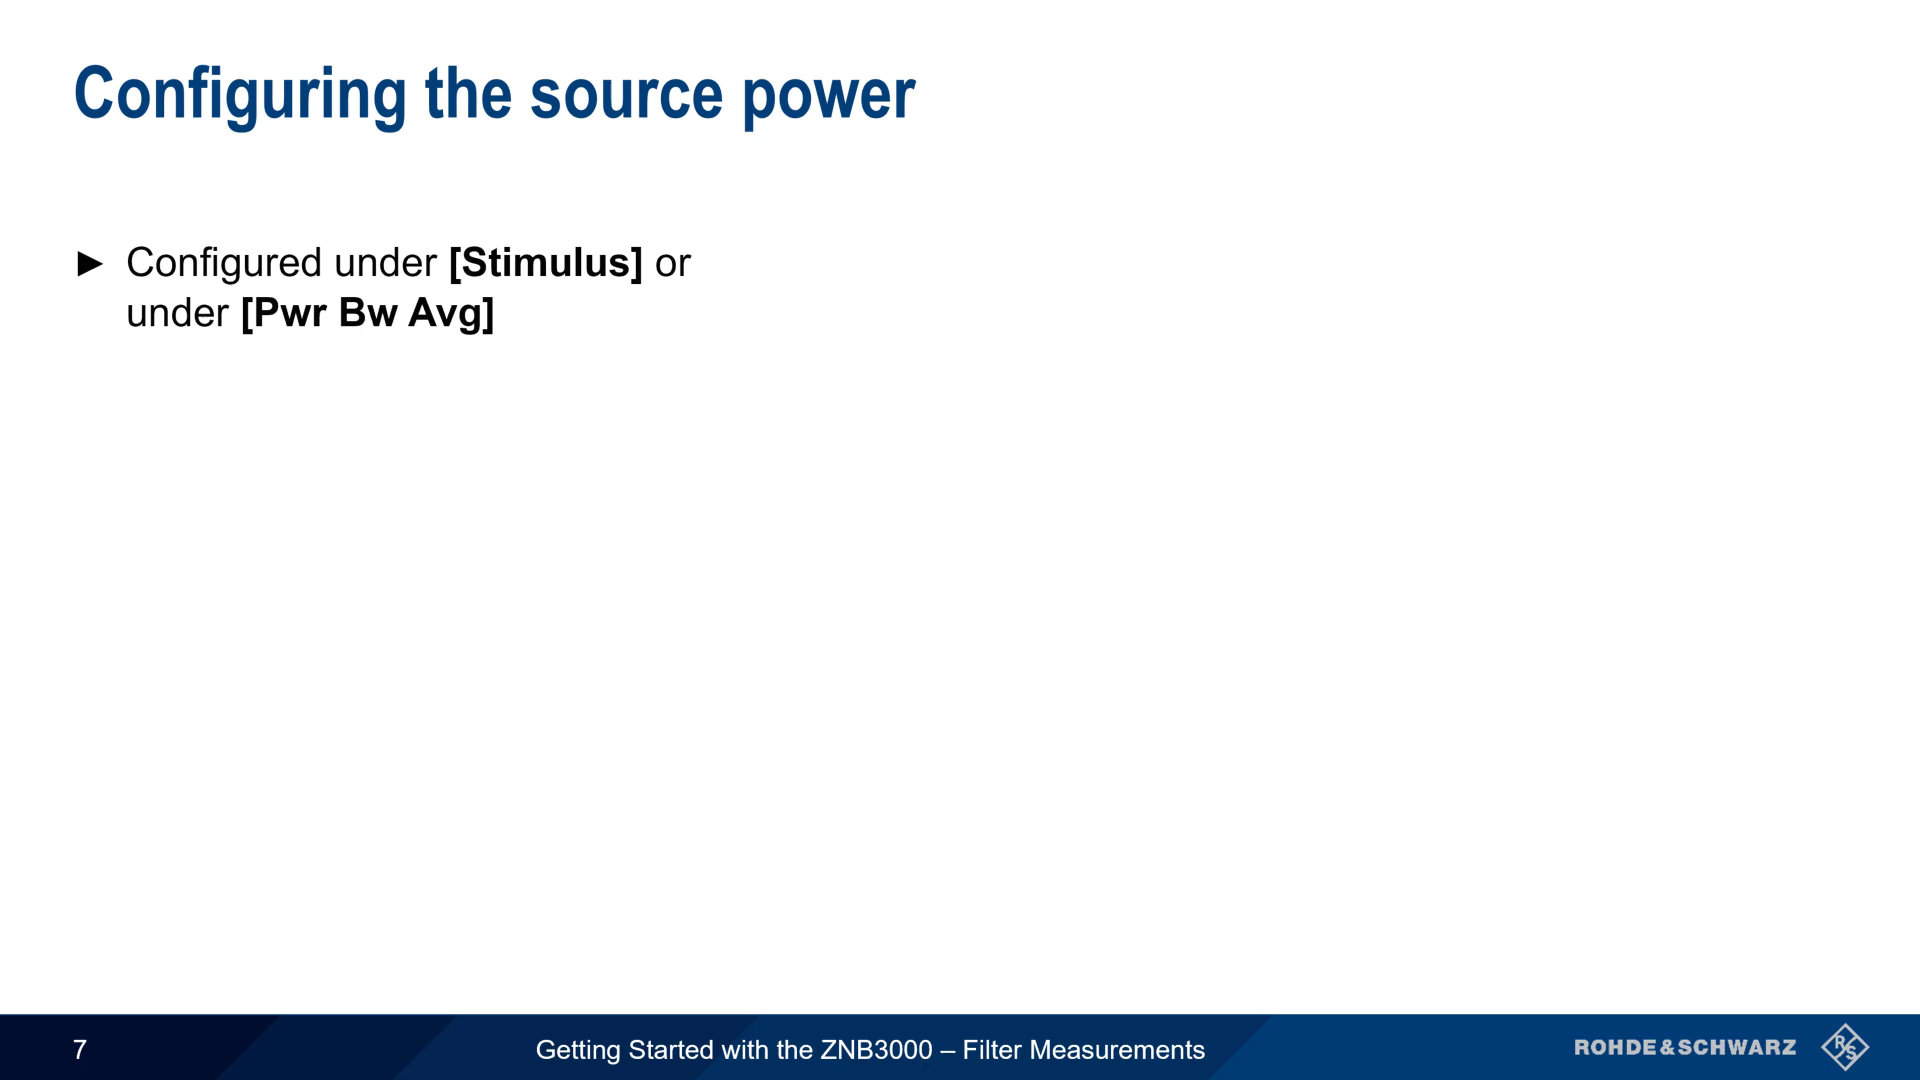 Configuring the source power
► Configured under [Stimulus] or
under [Pwr Bw Avg]
7
Getting Started with the ZNB3000 – Filter Measurements
ROHDE&SCHWARZ
R&S